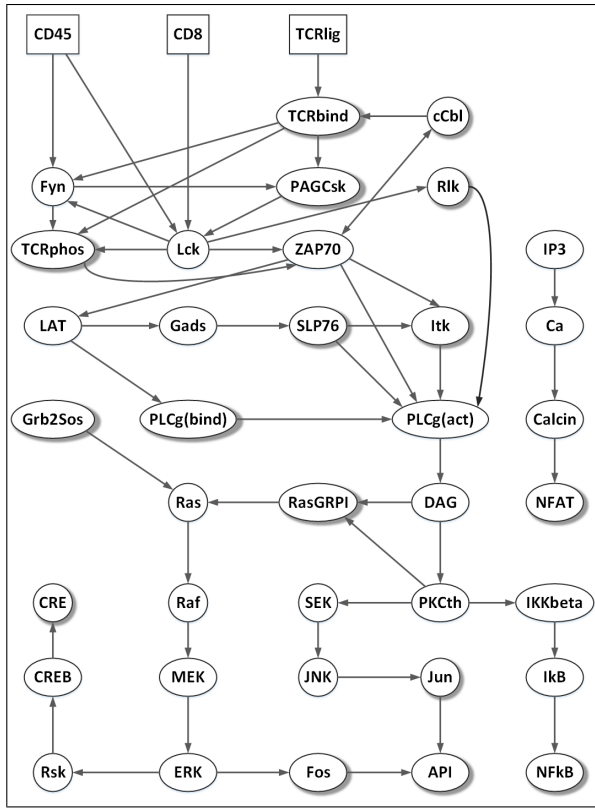 CD45
CD8
TCRlig
TCRbind
cCbl
Fyn
PAGCsk
Rlk
TCRphos
Lck
ZAP70
IP3
LAT
Gads
SLP76
Itk
Ca
Grb2Sos
PLCg(bind)
PLCg(act)
Calcin
Ras
RasGRPI
DAG
NFAT
CRE
Raf
SEK
PKCth
IKKbeta
CREB
MEK
JNK
Jun
IkB
Rsk
ERK
Fos
API
NFkB